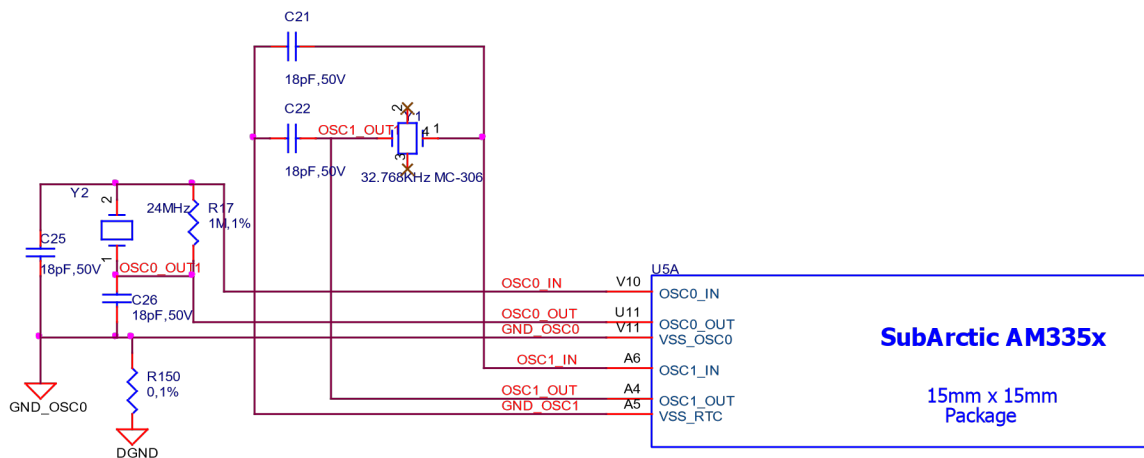 C21
18pF,50V
C22
OSC1_OUT1
2
Y1
4
1
3
18pF,50V
32.768KHz MC-306
Y2
2
24MHz
R17
1M,1%
C25
18pF,50V
1
OSC0_OUT1
C26
18pF,50V
U5A
OSC0_IN
V10
OSC0_IN
OSC0_OUT
U11
OSC0_OUT
GND_OSC0
V11
VSS_OSC0
SubArctic AM335x
OSC1_IN
A6
OSC1_IN
R150
0,1%
OSC1_OUT
A4
OSC1_OUT
15mm x 15mm
Package
GND_OSC0
GND_OSC1
A5
VSS_RTC
DGND